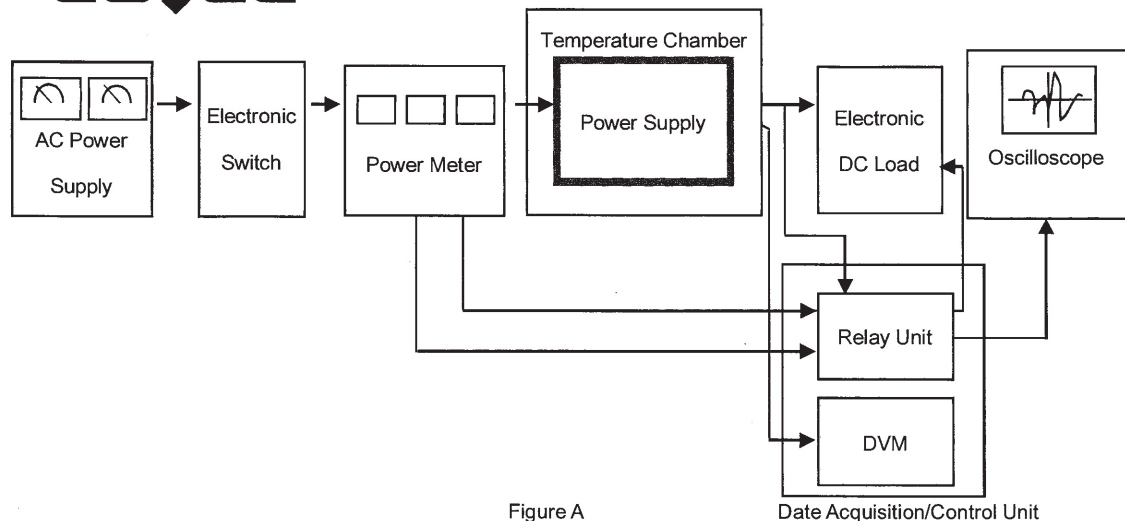 AC Power
Supply
Electronic
Switch
Power Meter
Temperature Chamber
Power Supply
Electronic
DC Load
Oscilloscope
Relay Unit
DVM
Figure A
Date Acquisition/Control Unit